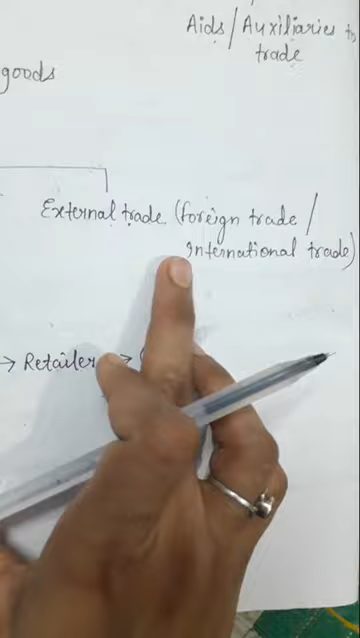 Aids/Auxiliaries to
trade
goods
External trade (foreign trade/
International trade)
→ Retailer → (